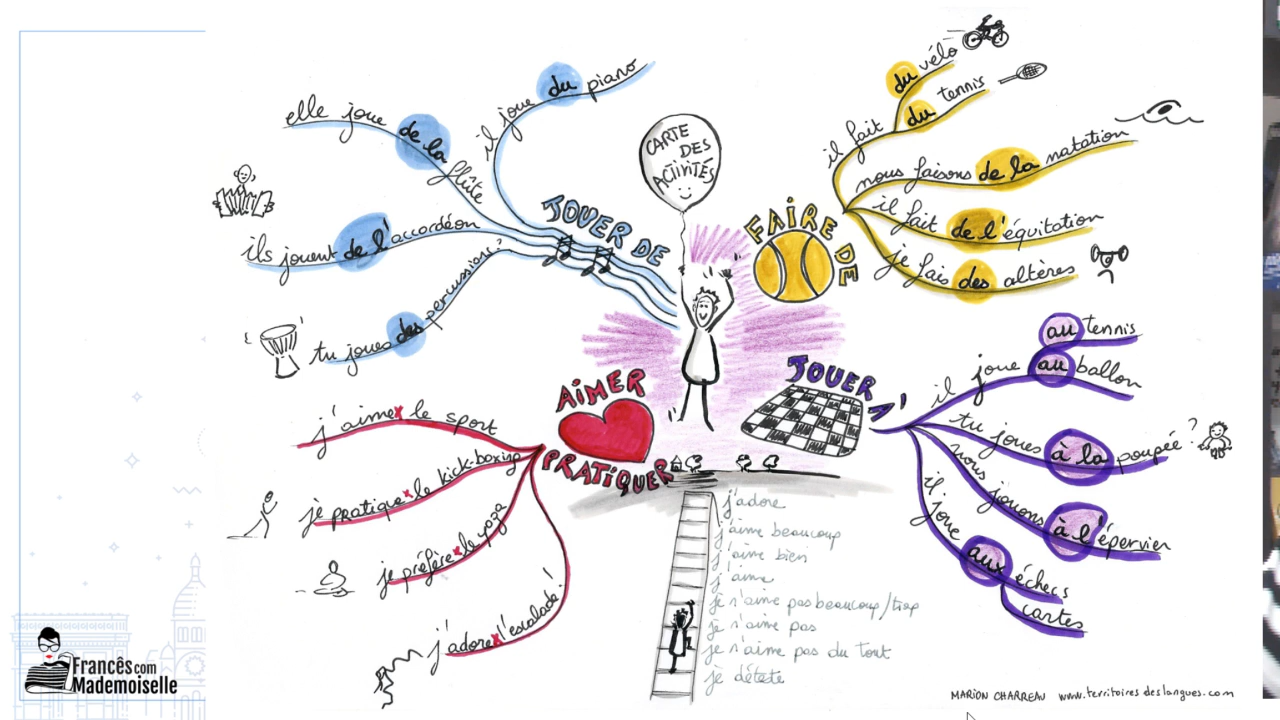 CARTE
DES
ACTIVITÉS
JOUER DE
il joue du piano
elle joue de la flûte
ils jouent de l'accordéon
tu joues des percussions?
FAIRE DE
il fait du vélo
du tennis
nous faisons de la natation
il fait de l'équitation
je fais des altères
JOUER À
il joue au tennis
au ballon
tu joues à la poupée?
nous jouons à l'épervier
il joue aux échecs
cartes
AIMER
PRATIQUER
j'aime x le sport
je pratique x le kick-boxing
je préfère x le yoga
j'adore x l'escalade!
j'adore
j'aime beaucoup
j'aime bien
j'aime
je n'aime pas beaucoup/trop
je n'aime pas
je n'aime pas du tout
je déteste
Francês com
Mademoiselle
MARION CHARREAU www.territoiresdeslangues.com